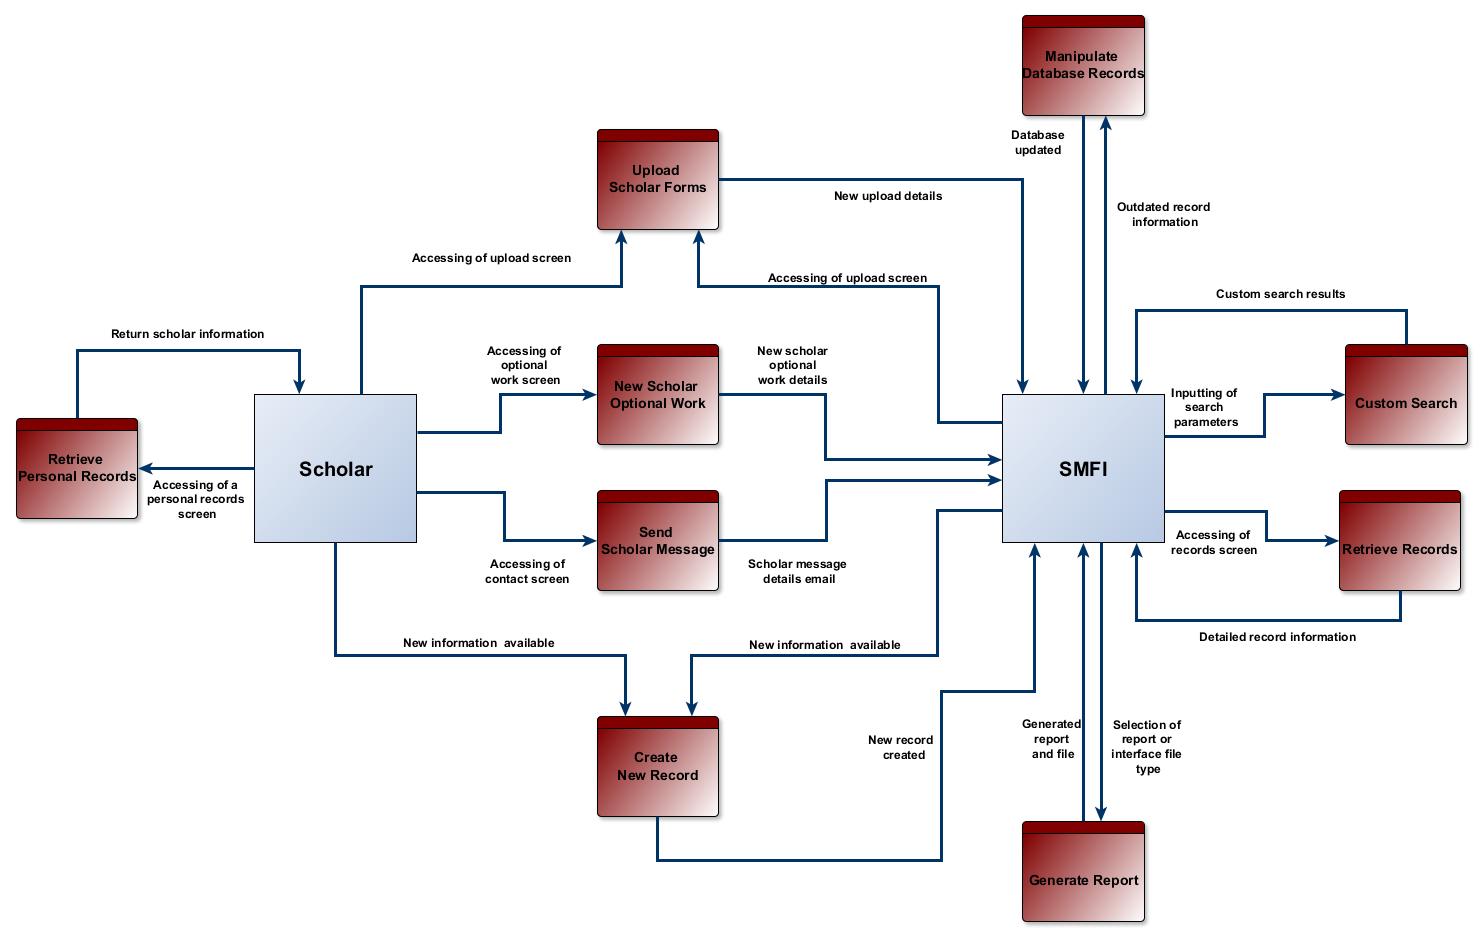 Manipulate
Database Records
Database
updated
Outdated record
information
Upload
Scholar Forms
New upload details
Accessing of upload screen
Accessing of upload screen
Custom search results
Return scholar information
Accessing of
optional
work screen
New Scholar
Optional Work
New scholar
optional
work details
Inputting of
search
parameters
Custom Search
Retrieve
Personal Records
Accessing of a
personal records
screen
Scholar
SMFI
Send
Scholar Message
Accessing of
contact screen
Scholar message
details email
Accessing of
records screen
Retrieve Records
Detailed record information
New information  available
New information  available
Create
New Record
New record
created
Generated
report
and file
Selection of
report or
interface file
type
Generate Report